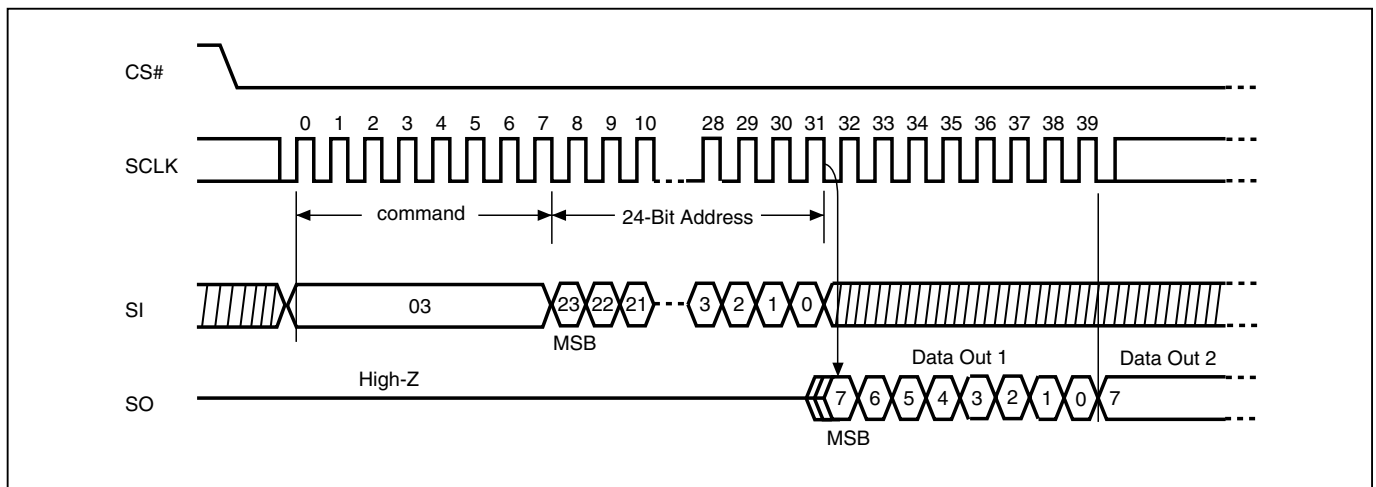 CS#
0 1 2 3 4 5 6 7 8 9 10 28 29 30 31 32 33 34 35 36 37 38 39
SCLK
command
24-Bit Address
SI
03
23 22 21 3 2 1 0
MSB
Data Out 1
Data Out 2
High-Z
SO
7 6 5 4 3 2 1 0 7
MSB